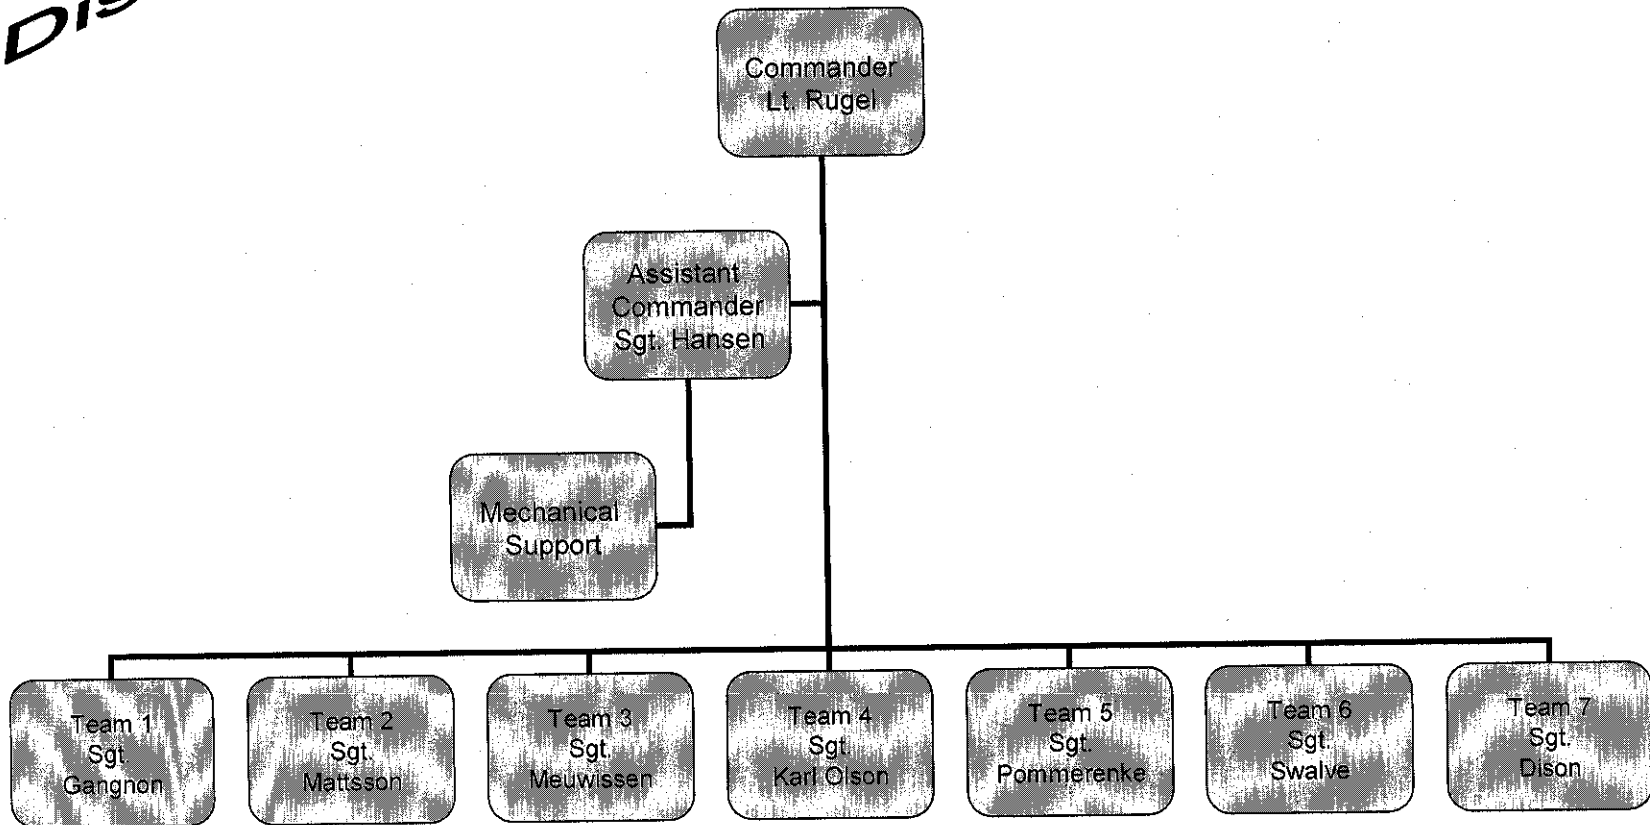 Commander
Lt. Rugel
Assistant
Commander
Sgt. Hansen
Mechanical
Support
Team 1
Sgt.
Gangnon
Team 2
Sgt.
Mattsson
Team 3
Sgt.
Meuwissen
Team 4
Sgt.
Karl Olson
Team 5
Sgt.
Pommerenke
Team 6
Sgt.
Swalve
Team 7
Sgt.
Dison